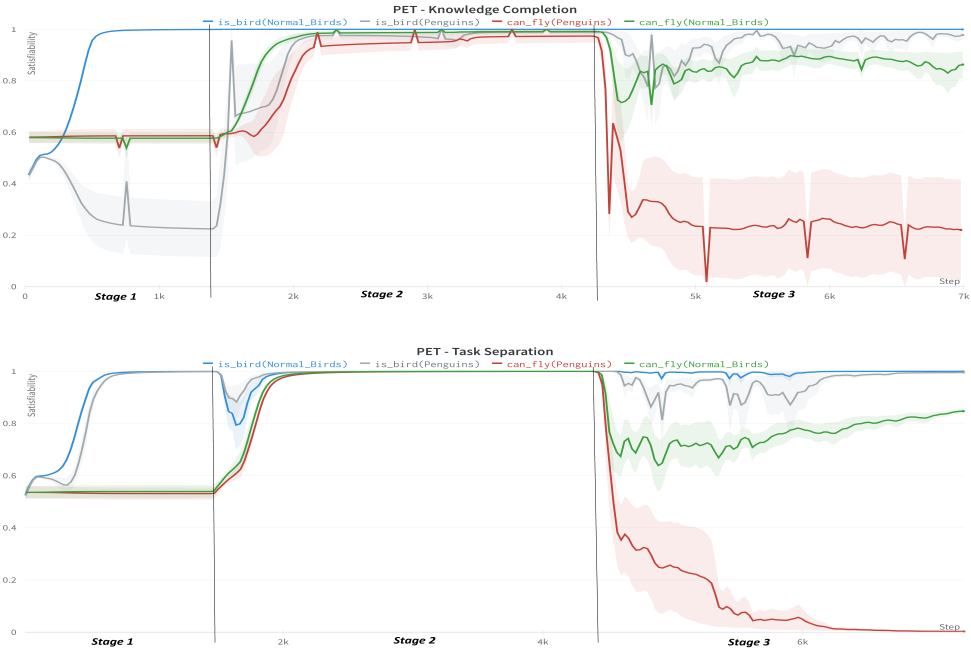 PET - Knowledge Completion
is_bird(Normal_Birds) is_bird(Penguins) can_fly(Penguins) can_fly(Normal_Birds)
Satisfiability
1
0.8
0.6
0.4
0.2
0
Step
0 1k 2k 3k 4k 5k 6k 7k
Stage 1 Stage 2 Stage 3
PET - Task Separation
is_bird(Normal_Birds) is_bird(Penguins) can_fly(Penguins) can_fly(Normal_Birds)
Satisfiability
1
0.8
0.6
0.4
0.2
0
Step
Stage 1 2k Stage 2 4k Stage 3 6k